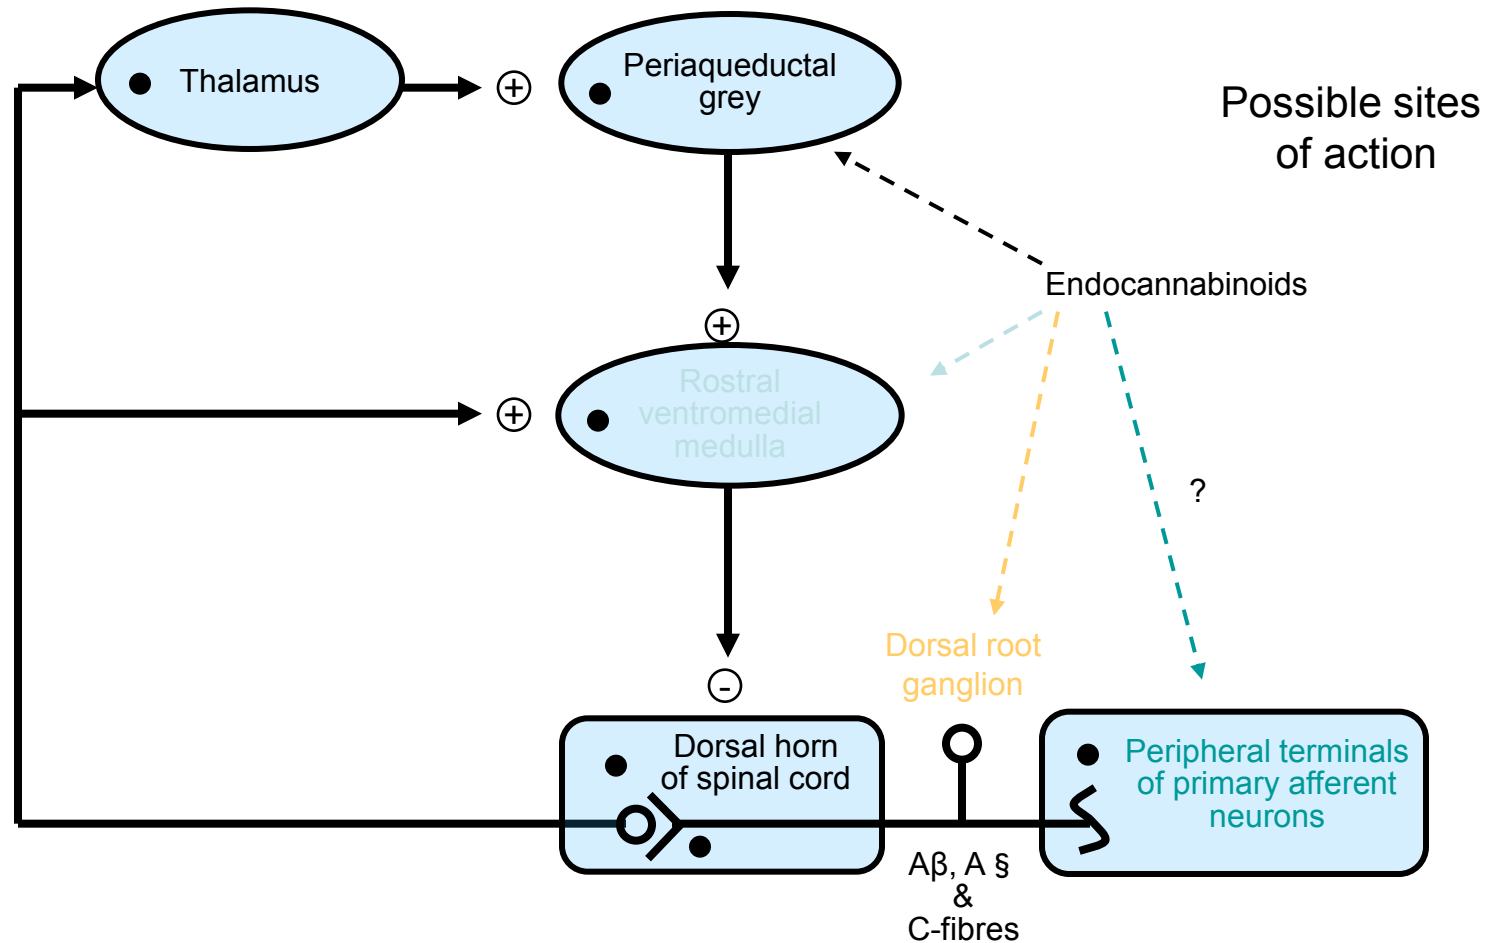 Thalamus
+
Periaqueductal
grey
Possible sites
of action
Endocannabinoids
+
Rostral
ventromedial
medulla
+
?
-
Dorsal root
ganglion
Dorsal horn
of spinal cord
Peripheral terminals
of primary afferent
neurons
Aβ, A §
&
C-fibres